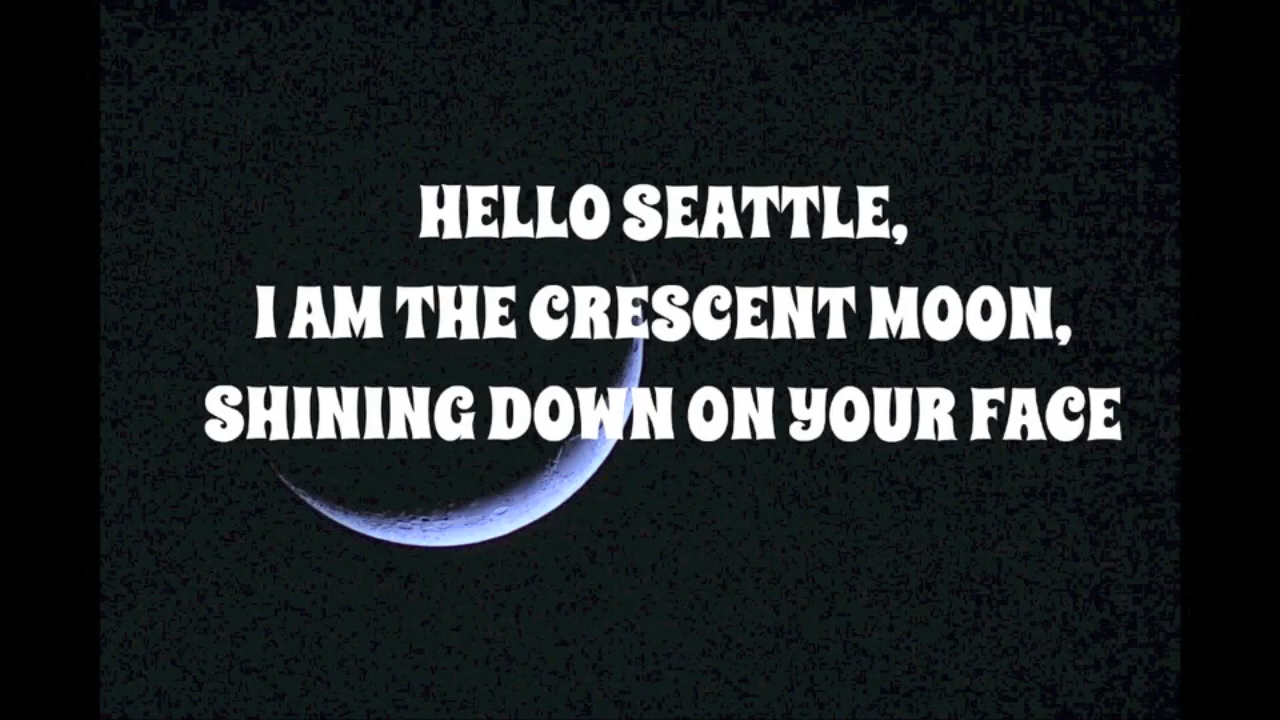 HELLO SEATTLE,
I AM THE CRESCENT MOON,
SHINING DOWN ON YOUR FACE